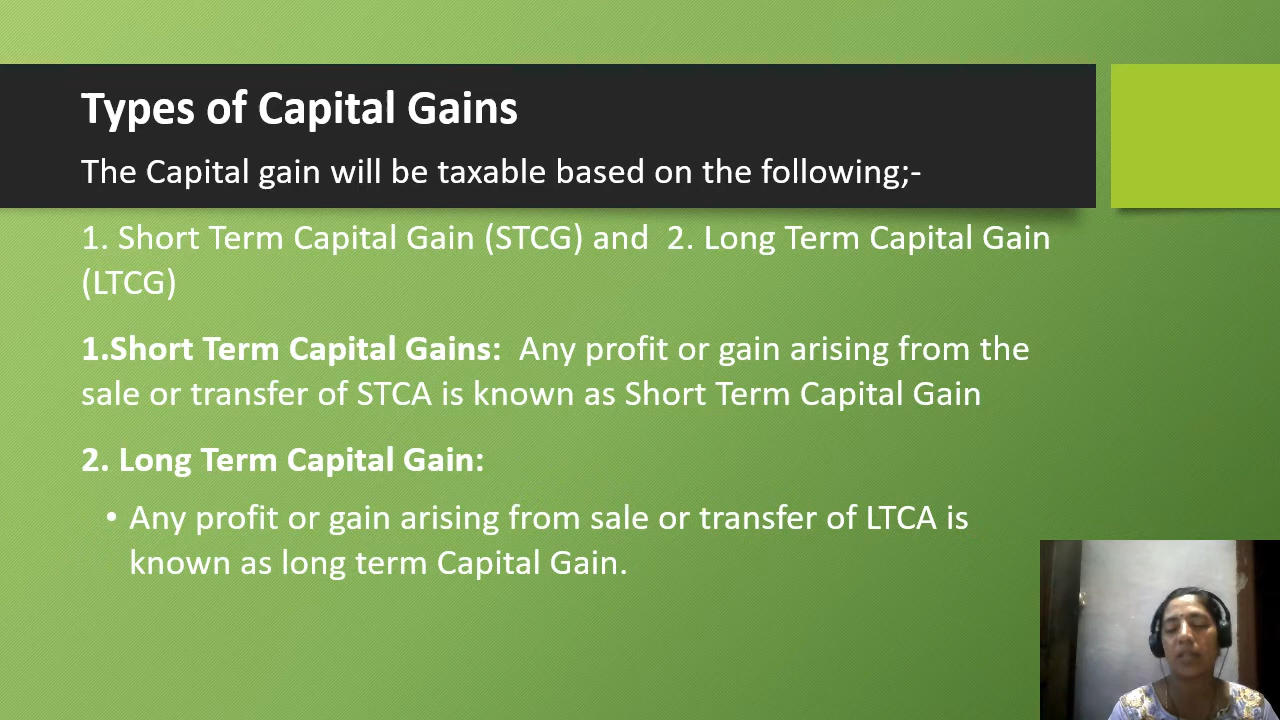 Types of Capital Gains
The Capital gain will be taxable based on the following;-
1. Short Term Capital Gain (STCG) and  2. Long Term Capital Gain
(LTCG)
1.Short Term Capital Gains:  Any profit or gain arising from the
sale or transfer of STCA is known as Short Term Capital Gain
2. Long Term Capital Gain:
• Any profit or gain arising from sale or transfer of LTCA is
known as long term Capital Gain.